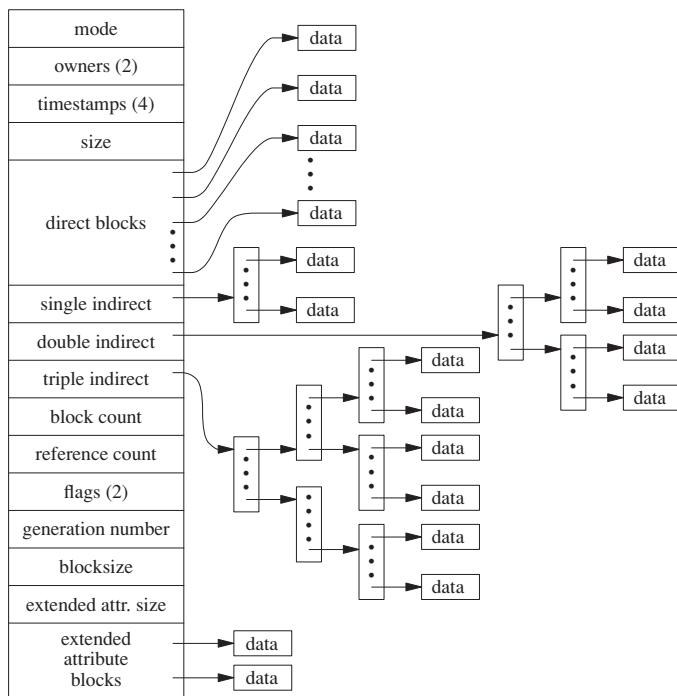 mode
owners (2)
timestamps (4)
size
direct blocks
data
data
data
data
single indirect
data
data
double indirect
data
data
data
data
triple indirect
data
data
data
data
data
data
block count
reference count
flags (2)
generation number
blocksize
extended attr. size
extended
attribute
blocks
data
data